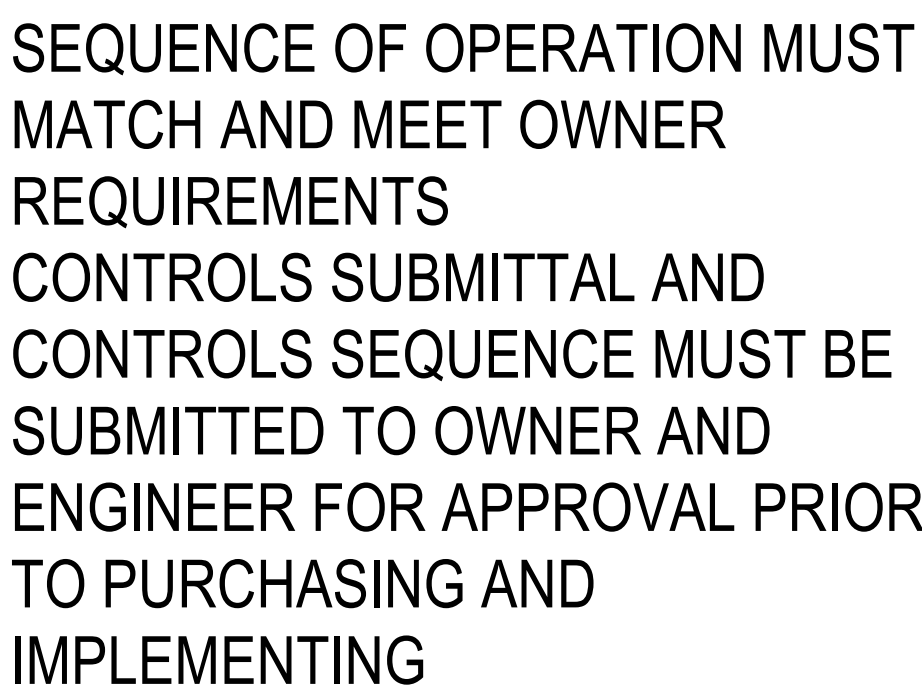 SEQUENCE OF OPERATION MUST
MATCH AND MEET OWNER
REQUIREMENTS
CONTROLS SUBMITTAL AND
CONTROLS SEQUENCE MUST BE
SUBMITTED TO OWNER AND
ENGINEER FOR APPROVAL PRIOR
TO PURCHASING AND
IMPLEMENTING